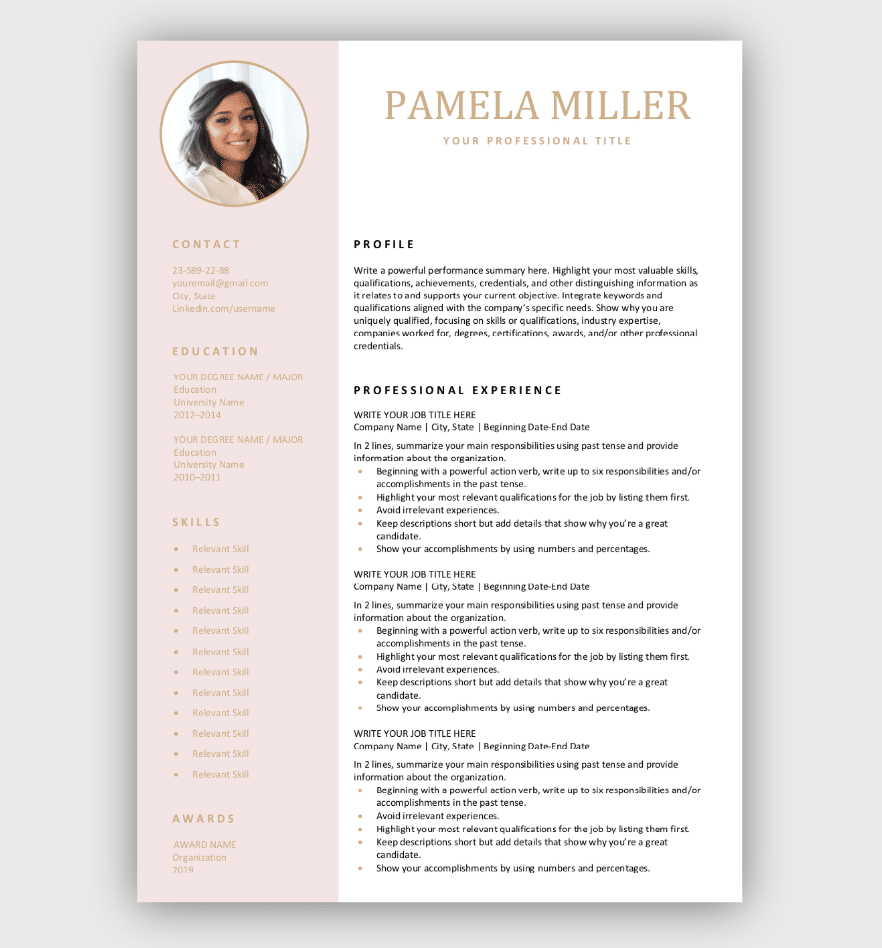 PAMELA MILLER
YOUR PROFESSIONAL TITLE
CONTACT
23-589-22-88
youremail@gmail.com
City, State
Linkedin.com/username
EDUCATION
YOUR DEGREE NAME / MAJOR
Education
University Name
2012–2014
YOUR DEGREE NAME / MAJOR
Education
University Name
2010–2011
SKILLS
• Relevant Skill
• Relevant Skill
• Relevant Skill
• Relevant Skill
• Relevant Skill
• Relevant Skill
• Relevant Skill
• Relevant Skill
• Relevant Skill
• Relevant Skill
• Relevant Skill
• Relevant Skill
AWARDS
AWARD NAME
Organization
2019
PROFILE
Write a powerful performance summary here. Highlight your most valuable skills,
qualifications, achievements, credentials, and other distinguishing information as
it relates to and supports your current objective. Integrate keywords and
qualifications aligned with the company's specific needs. Show why you are
uniquely qualified, focusing on skills or qualifications, industry expertise,
companies worked for, degrees, certifications, awards, and/or other professional
credentials.
PROFESSIONAL EXPERIENCE
WRITE YOUR JOB TITLE HERE
Company Name | City, State | Beginning Date-End Date
In 2 lines, summarize your main responsibilities using past tense and provide
information about the organization.
• Beginning with a powerful action verb, write up to six responsibilities and/or
accomplishments in the past tense.
• Highlight your most relevant qualifications for the job by listing them first.
• Avoid irrelevant experiences.
• Keep descriptions short but add details that show why you're a great
candidate.
• Show your accomplishments by using numbers and percentages.
WRITE YOUR JOB TITLE HERE
Company Name | City, State | Beginning Date-End Date
In 2 lines, summarize your main responsibilities using past tense and provide
information about the organization.
• Beginning with a powerful action verb, write up to six responsibilities and/or
accomplishments in the past tense.
• Highlight your most relevant qualifications for the job by listing them first.
• Avoid irrelevant experiences.
• Keep descriptions short but add details that show why you're a great
candidate.
• Show your accomplishments by using numbers and percentages.
WRITE YOUR JOB TITLE HERE
Company Name | City, State | Beginning Date-End Date
In 2 lines, summarize your main responsibilities using past tense and provide
information about the organization.
• Beginning with a powerful action verb, write up to six responsibilities and/or
accomplishments in the past tense.
• Avoid irrelevant experiences.
• Highlight your most relevant qualifications for the job by listing them first.
• Keep descriptions short but add details that show why you're a great
candidate.
• Show your accomplishments by using numbers and percentages.